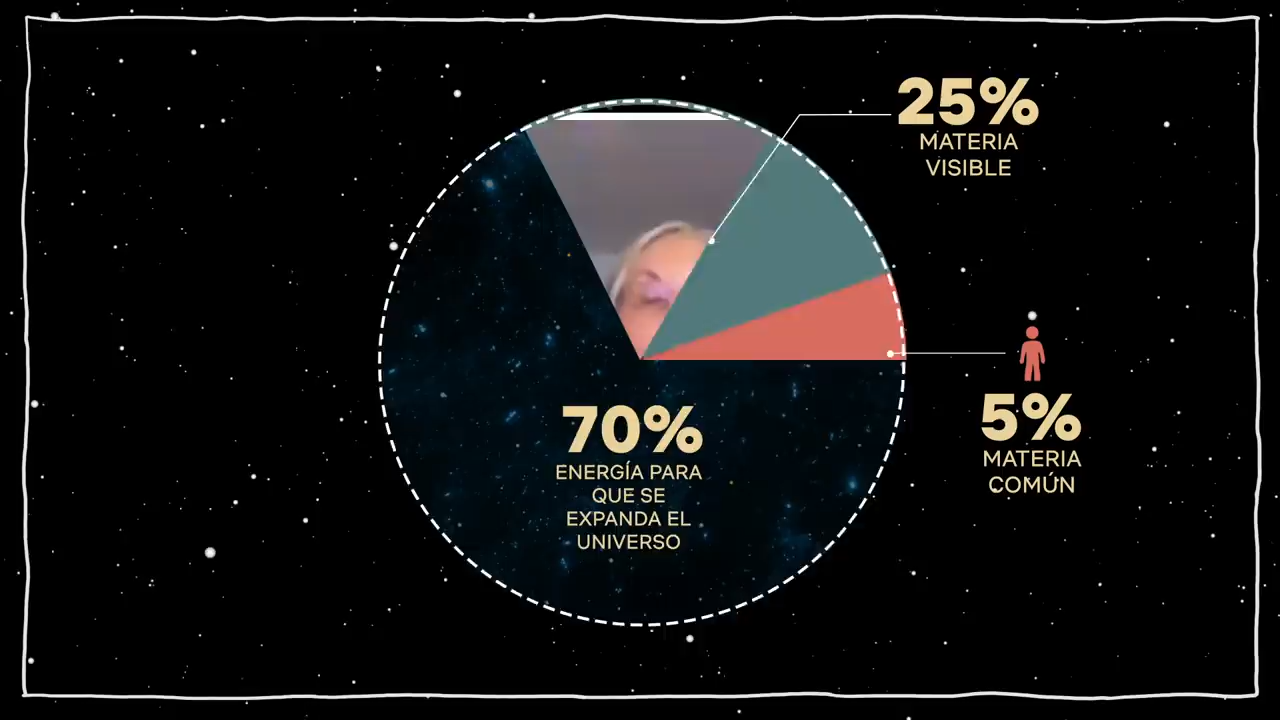 25%
MATERIA
VISIBLE
5%
MATERIA
COMÚN
70%
ENERGÍA PARA
QUE SE
EXPANDA EL
UNIVERSO